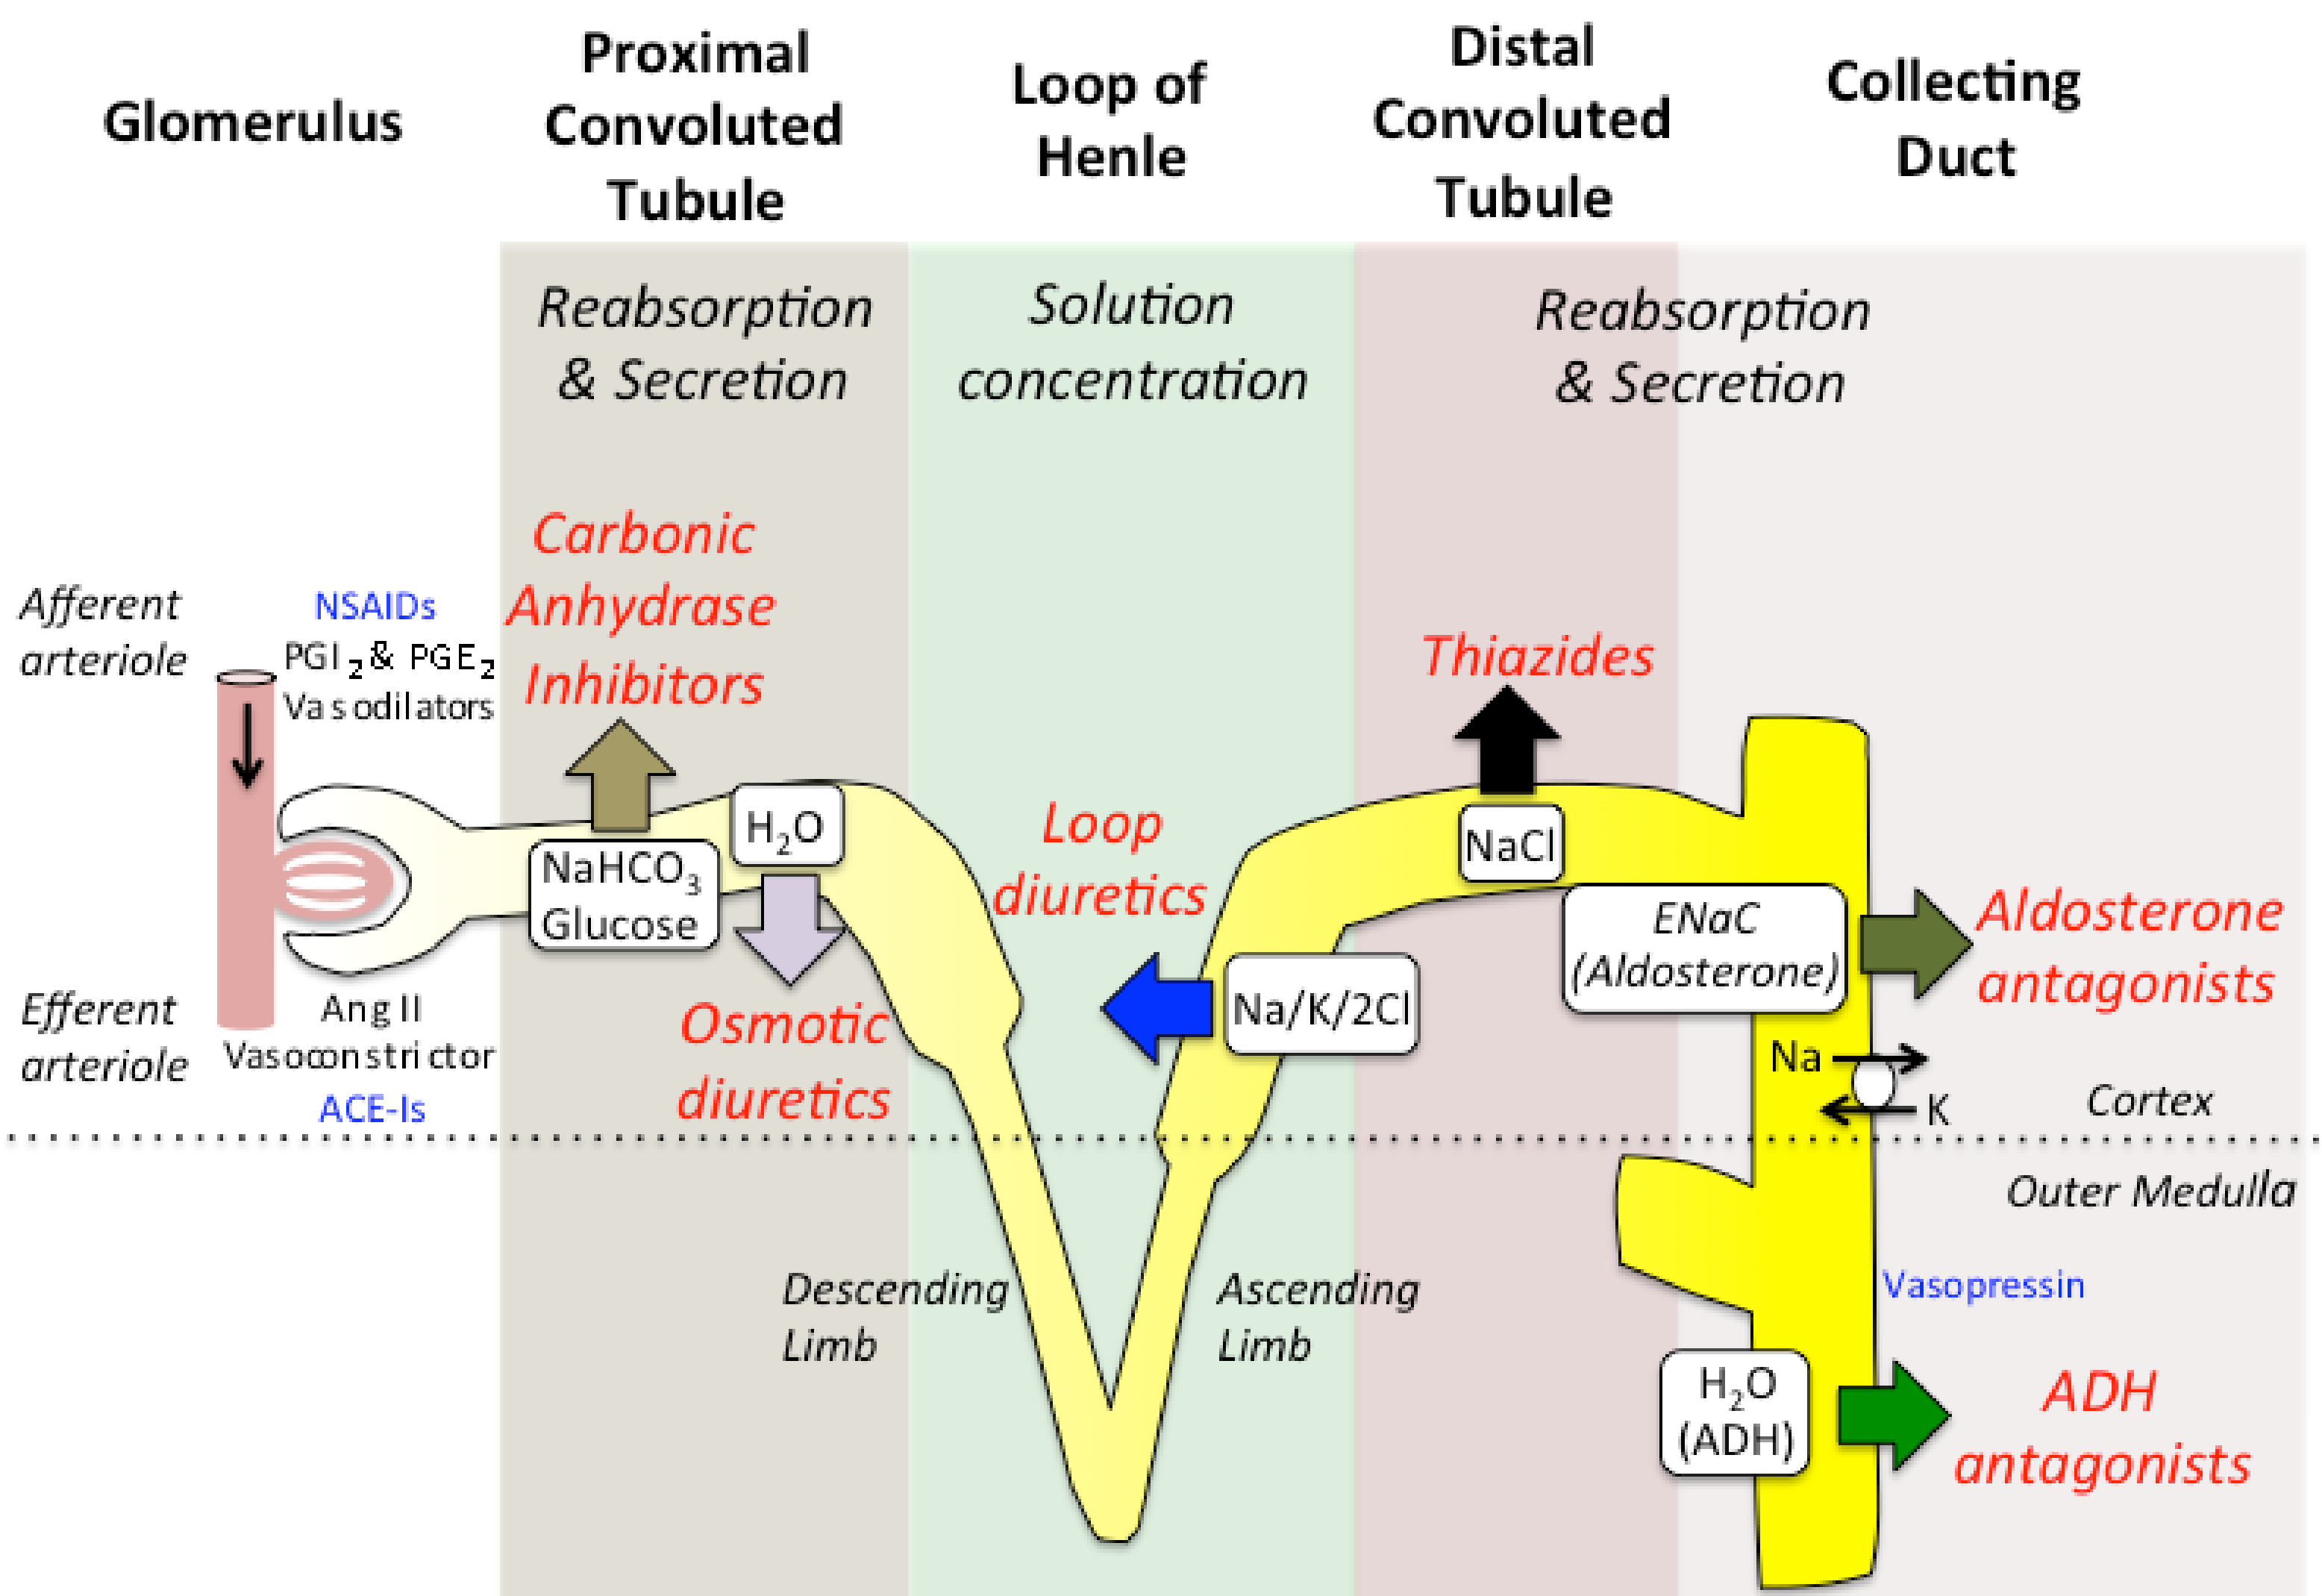 Glomerulus
Proximal
Convoluted
Tubule
Loop of
Henle
Distal
Convoluted
Tubule
Collecting
Duct
Reabsorption
& Secretion
Solution
concentration
Reabsorption
& Secretion
Carbonic
Anhydrase
Inhibitors
Afferent
arteriole
NSAIDs
PGI₂ & PGE₂
Vasodilators
Thiazides
H₂O
NaHCO₃
Glucose
Loop
diuretics
NaCl
ENaC
(Aldosterone)
Aldosterone
antagonists
Efferent
arteriole
Ang II
Vasoconstrictor
ACE-Is
Osmotic
diuretics
Na/K/2Cl
Na
K
Cortex
Outer Medulla
Descending
Limb
Ascending
Limb
Vasopressin
H₂O
(ADH)
ADH
antagonists